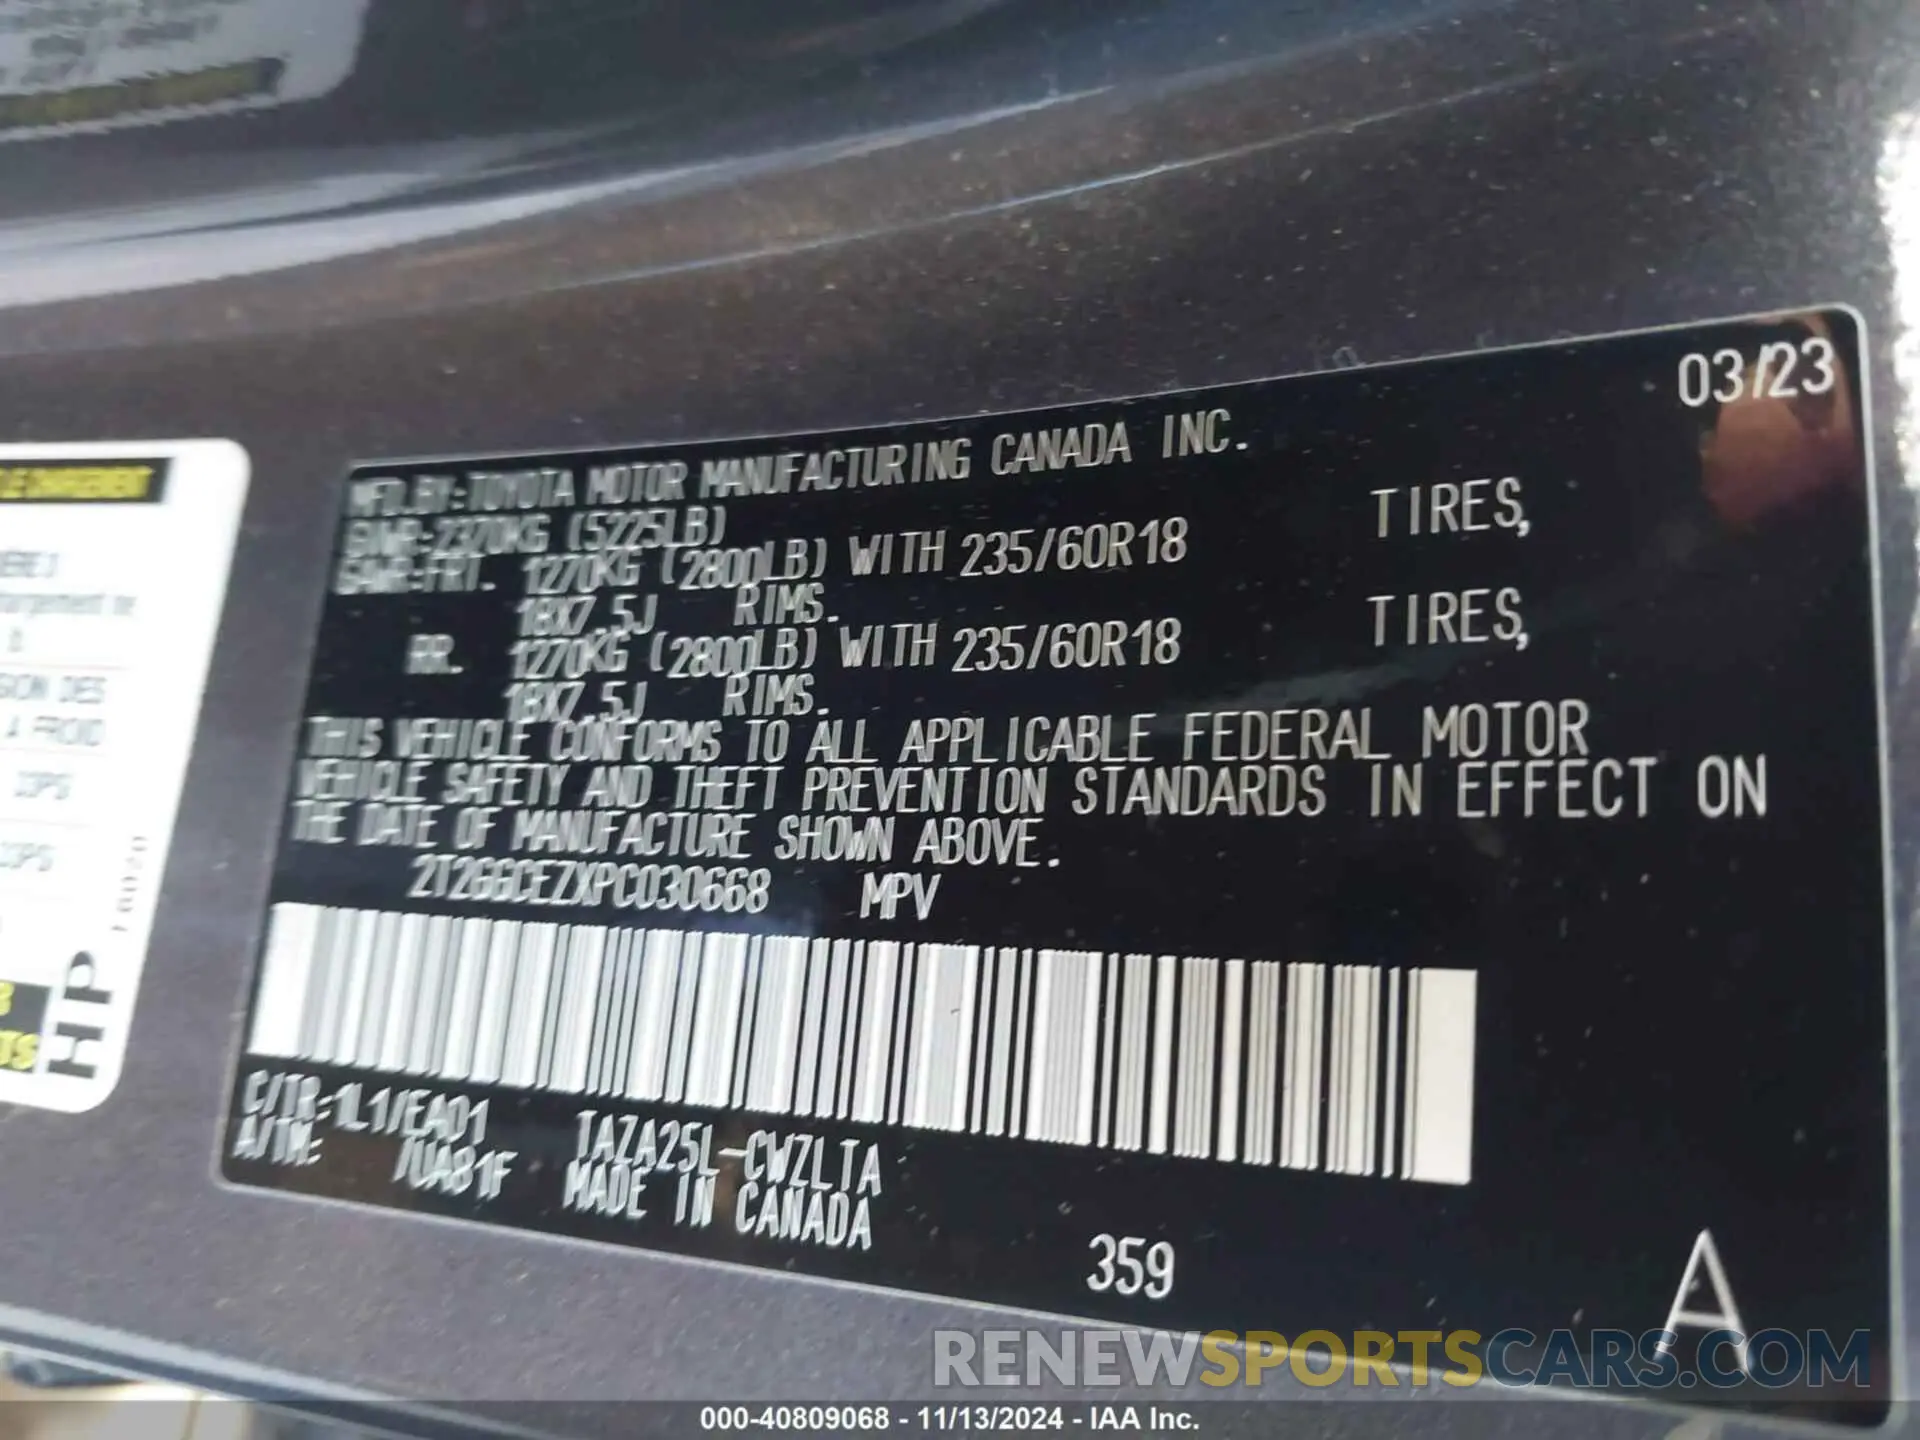 03/23
MFD.BY:TOYOTA MOTOR MANUFACTURING CANADA INC.
GVWR:2370KG (5225LB)
GAWR:FRT. 1270KG (2800LB) WITH 235/60R18 TIRES,
18X7.5J RIMS.
RR. 1270KG (2800LB) WITH 235/60R18 TIRES,
18X7.5J RIMS.
THIS VEHICLE CONFORMS TO ALL APPLICABLE FEDERAL MOTOR
VEHICLE SAFETY AND THEFT PREVENTION STANDARDS IN EFFECT ON
THE DATE OF MANUFACTURE SHOWN ABOVE.
2T2GGCEZXPC030668 MPV
C/TR:1L1/EA01 TAZA25L-CWZLTA
A/TM: /UA81F MADE IN CANADA
359
A
A FROID
HP
RENEWSPORTSCARS.COM
000-40809068 - 11/13/2024 - IAA Inc.